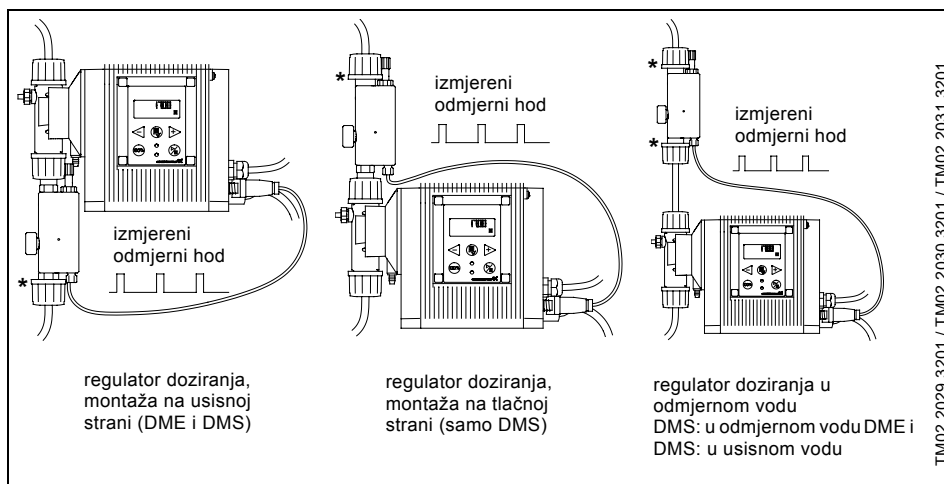 izmjereni
odmjerni hod
*
regulator doziranja,
montaža na usisnoj
strani (DME i DMS)
*
izmjereni
odmjerni hod
regulator doziranja,
montaža na tlačnoj
strani (samo DMS)
*
*
izmjereni
odmjerni hod
regulator doziranja u
odmjernom vodu
DMS: u odmjernom vodu DME i
DMS: u usisnom vodu
TM02 2029 3201 / TM02 2030 3201 / TM02 2031 3201